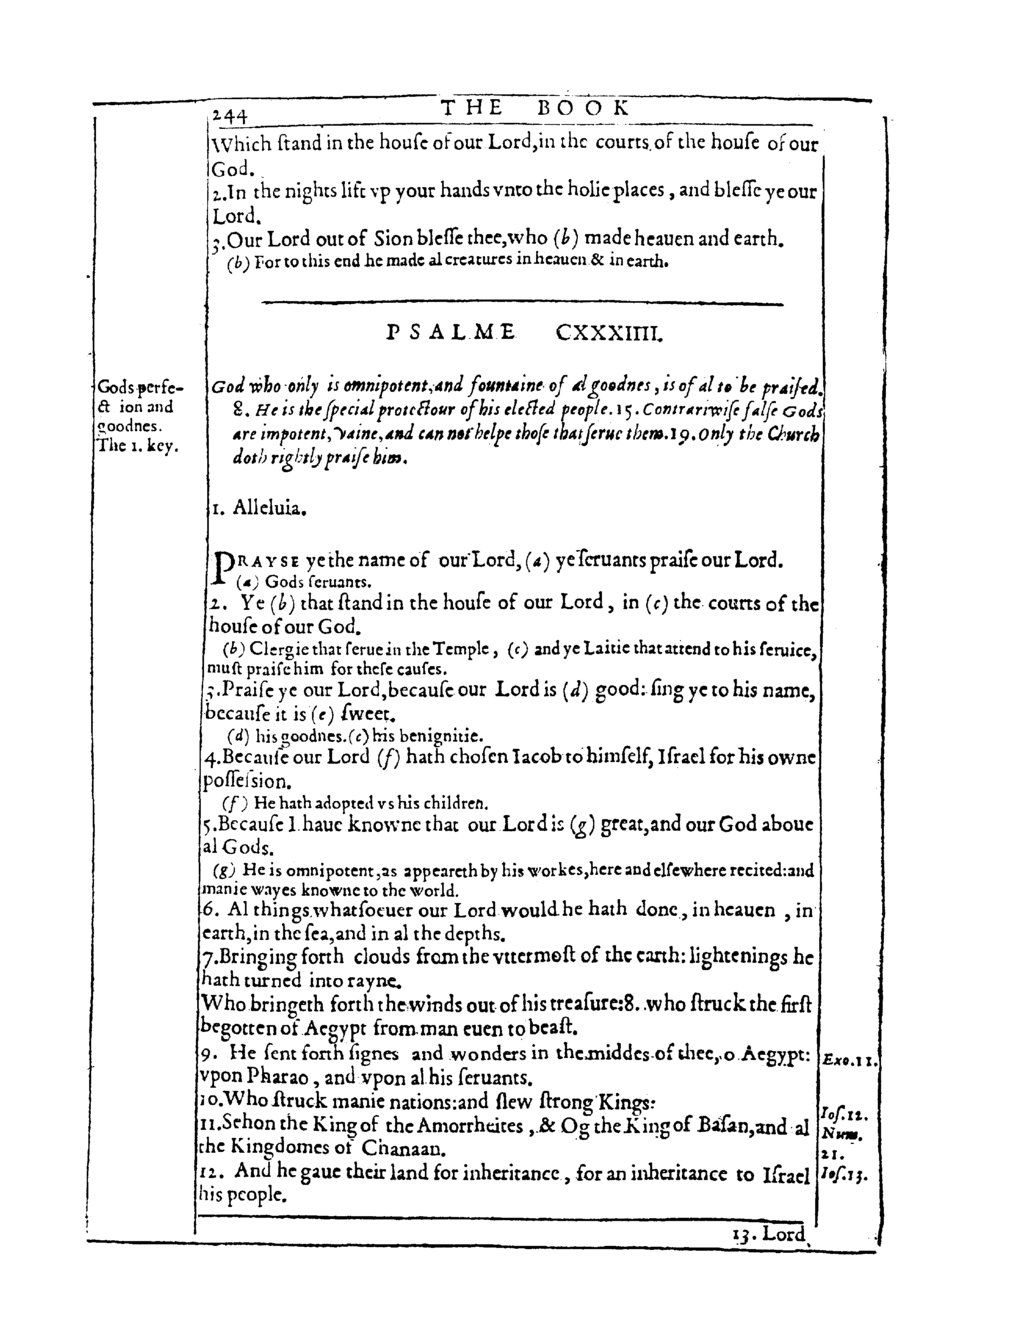 244 THE BOOK
Which ſtand in the houſe of our Lord,in the courts of the houſe of our
God.
2.In the nights lift vp your hands vnto the holie places , and bleſſe ye our
Lord.
3.Our Lord out of Sion bleſſe thee,who (b) made heauen and earth.
(b) For to this end he made al creatures in heauen & in earth.
PSALME CXXXIIII.
Gods perfe-
ct ion and
goodnes.
The 1. key.
God who only is omnipotent,and fountaine of al goodnes , is of al to be praiſed.
8. He is the ſpecial protectour of his elected people.15. Contrariwiſe falſe Gods
are impotent,vaine,and can not helpe thoſe that ſerue them.19.Only the Church
doth rightly praiſe him.
1. Alleluia.
PRAYSE ye the name of our Lord, (a) ye ſeruants praiſe our Lord.
(a) Gods ſeruants.
2. Ye (b) that ſtand in the houſe of our Lord , in (c) the courts of the
houſe of our God.
(b) Clergie that ſerue in the Temple , (c) and ye Laitie that attend to his ſeruice,
muſt praiſe him for theſe cauſes.
3.Praiſe ye our Lord,becauſe our Lord is (d) good: ſing ye to his name,
becauſe it is (e) ſweet.
(d) his goodnes.(e) his benignitie.
4.Becauſe our Lord (f) hath choſen Iacob to himſelf, Iſrael for his owne
poſſeſsion.
(f) He hath adopted vs his children.
5.Becauſe I haue knowne that our Lord is (g) great,and our God aboue
al Gods.
(g) He is omnipotent,as appeareth by his workes,here and elſewhere recited:and
manie wayes knowne to the world.
6. Al things whatſoeuer our Lord would he hath done , in heauen , in
earth,in the ſea,and in al the depths.
7.Bringing forth clouds from the vttermoſt of the earth: lightenings he
hath turned into rayne.
Who bringeth forth the winds out of his treaſure:8. who ſtruck the firſt
begotten of Aegypt from man euen to beaſt.
9. He ſent forth ſignes and wonders in the middes of thee, o Aegypt:
vpon Pharao , and vpon al his ſeruants.
10.Who ſtruck manie nations:and ſlew ſtrong Kings:
11.Sehon the King of the Amorrheites , & Og the King of Baſan,and al
the Kingdomes of Chanaan.
12. And he gaue their land for inheritance , for an inheritance to Iſrael
his people.
Exo.11.
Ioſ.12.
Num.
21.
Ioſ.13.
13. Lord